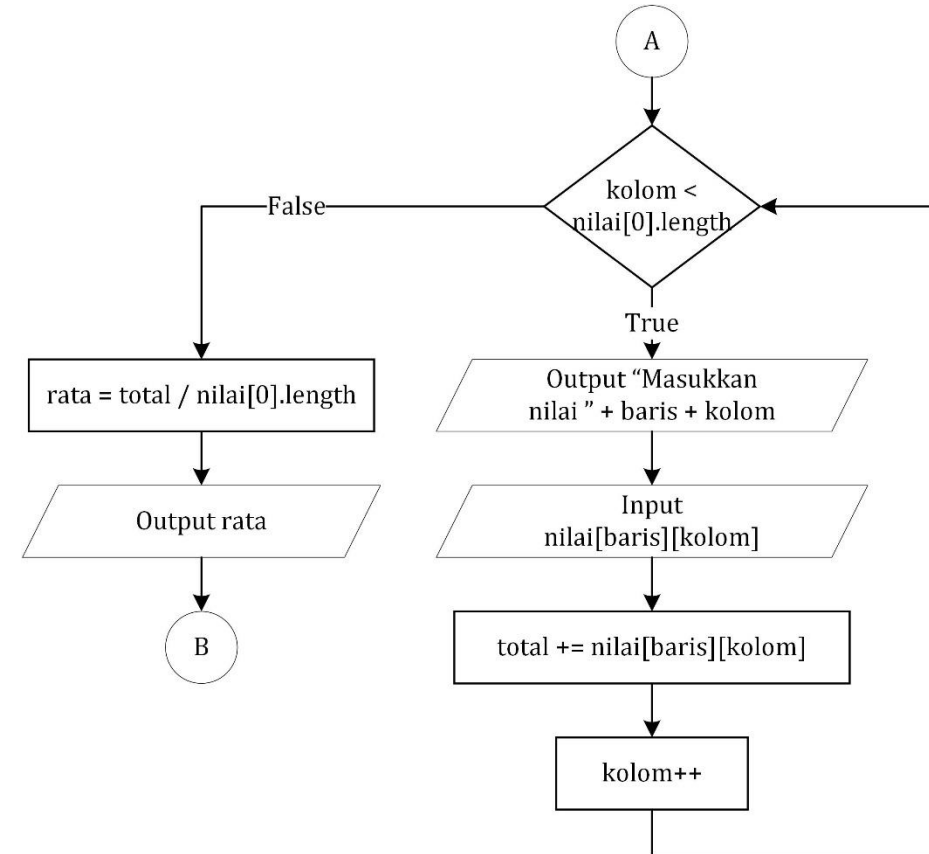 A
kolom <
nilai[0].length
False
True
rata = total / nilai[0].length
Output rata
B
Output “Masukkan
nilai ” + baris + kolom
Input
nilai[baris][kolom]
total += nilai[baris][kolom]
kolom++